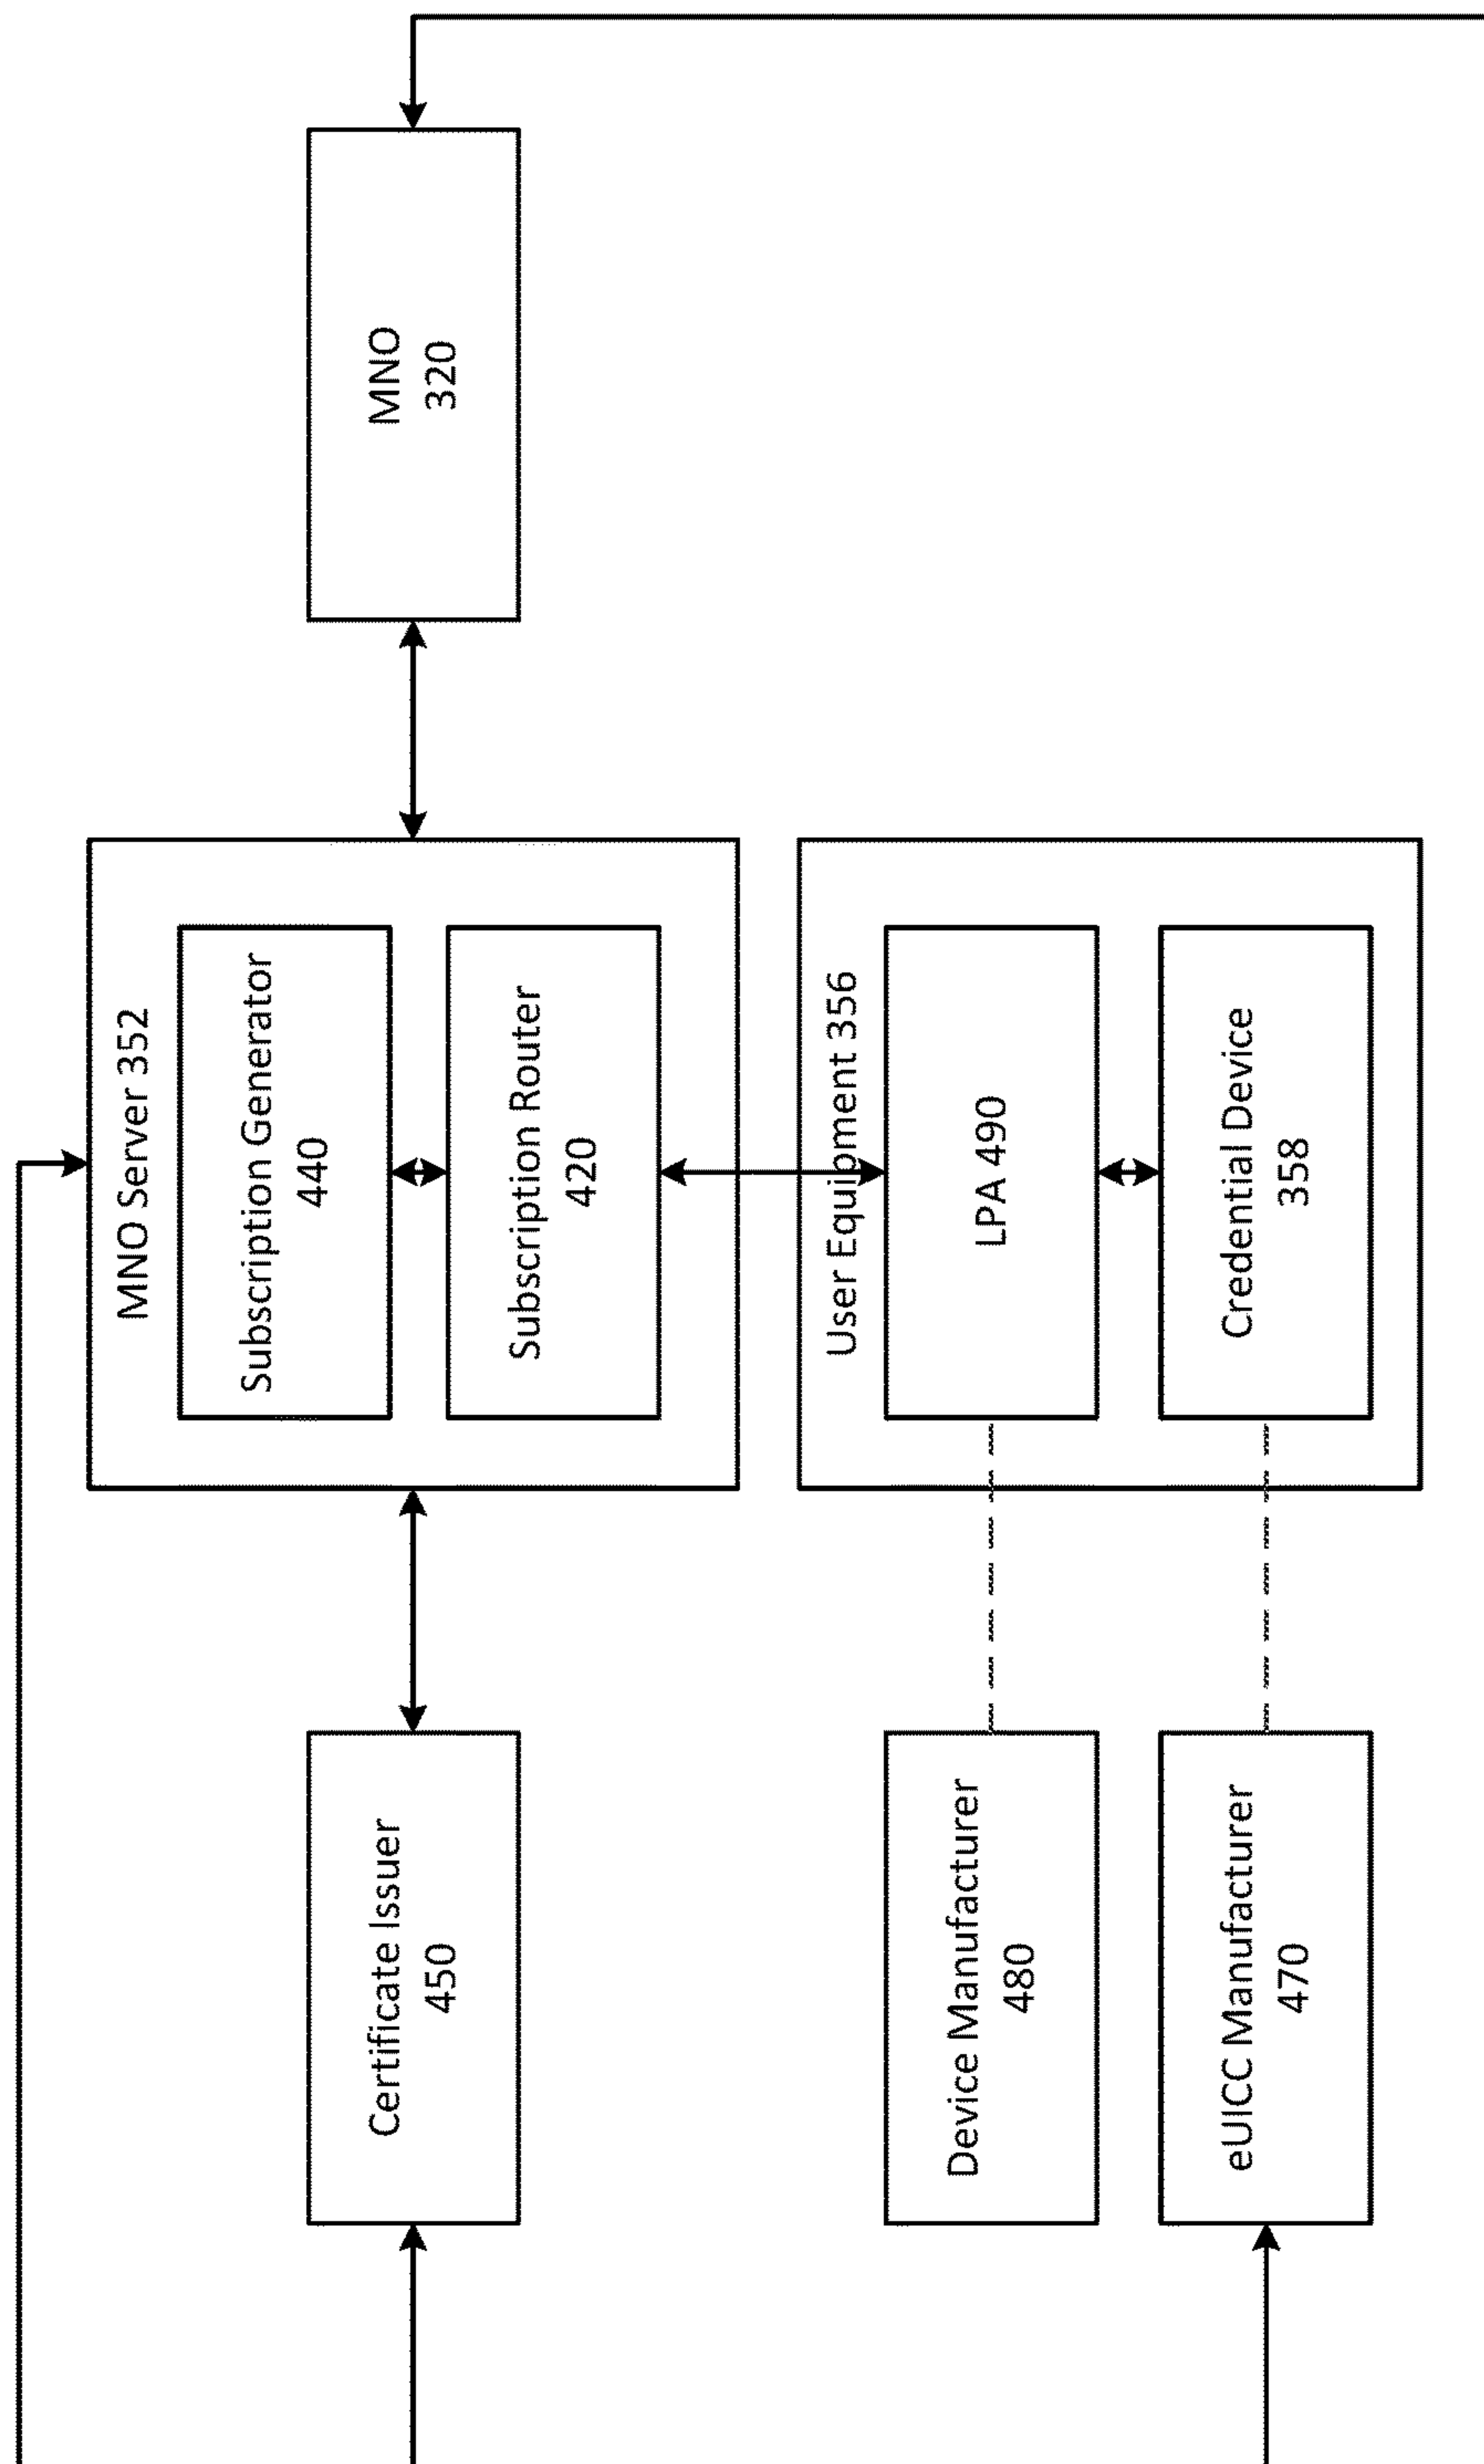 Certificate Issuer
450
MNO Server 352
Subscription Generator
440
Subscription Router
420
MNO
320
Device Manufacturer
480
eUICC Manufacturer
470
User Equipment 356
LPA 490
Credential Device
358